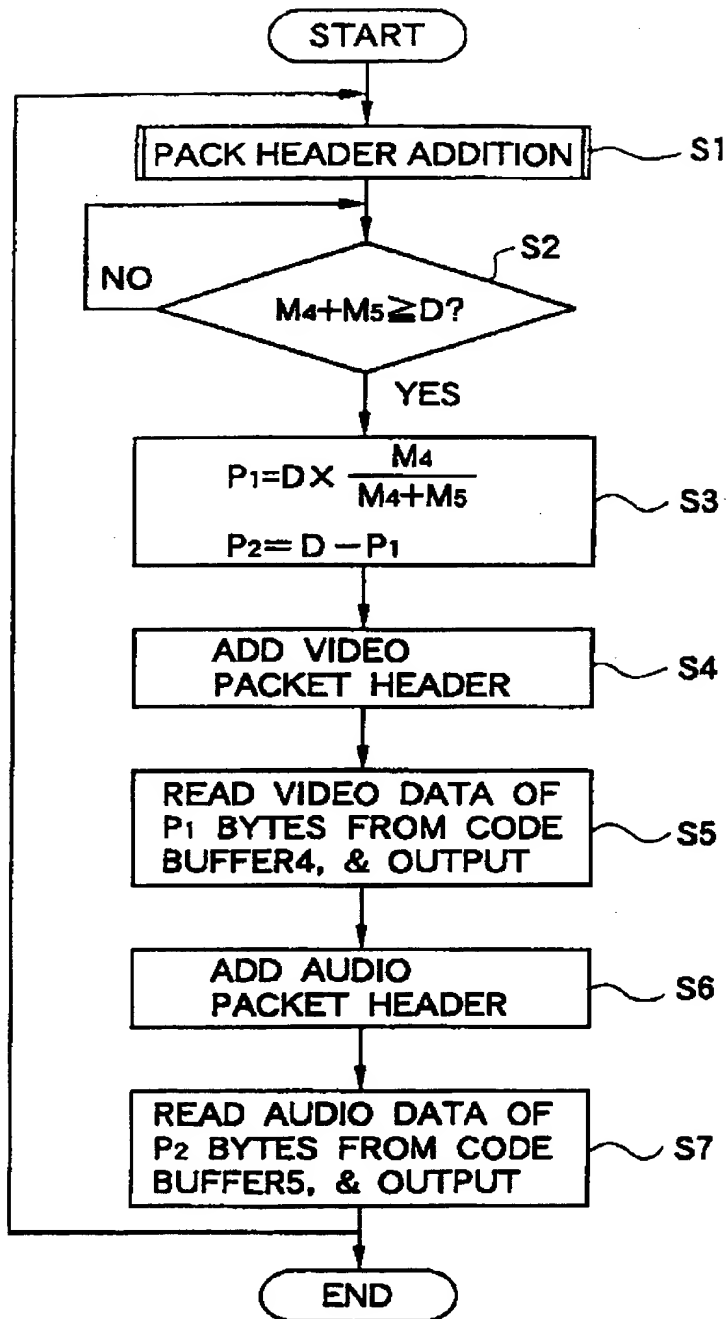 START
PACK HEADER ADDITION
S1
S2
NO
M4+M5≧D?
YES
P1=D× M4/M4+M5
S3
P2=D−P1
ADD VIDEO
PACKET HEADER
S4
READ VIDEO DATA OF
P1 BYTES FROM CODE
BUFFER4, & OUTPUT
S5
ADD AUDIO
PACKET HEADER
S6
READ AUDIO DATA OF
P2 BYTES FROM CODE
BUFFER5, & OUTPUT
S7
END